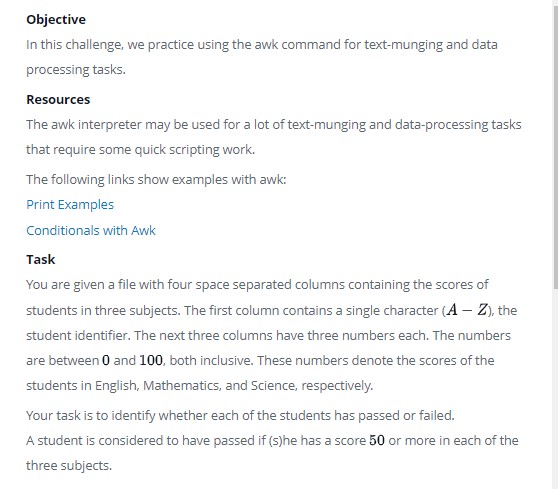 Objective
In this challenge, we practice using the awk command for text-munging and data
processing tasks.
Resources
The awk interpreter may be used for a lot of text-munging and data-processing tasks
that require some quick scripting work.
The following links show examples with awk:
Print Examples
Conditionals with Awk
Task
You are given a file with four space separated columns containing the scores of
students in three subjects. The first column contains a single character (A − Z), the
student identifier. The next three columns have three numbers each. The numbers
are between 0 and 100, both inclusive. These numbers denote the scores of the
students in English, Mathematics, and Science, respectively.
Your task is to identify whether each of the students has passed or failed.
A student is considered to have passed if (s)he has a score 50 or more in each of the
three subjects.